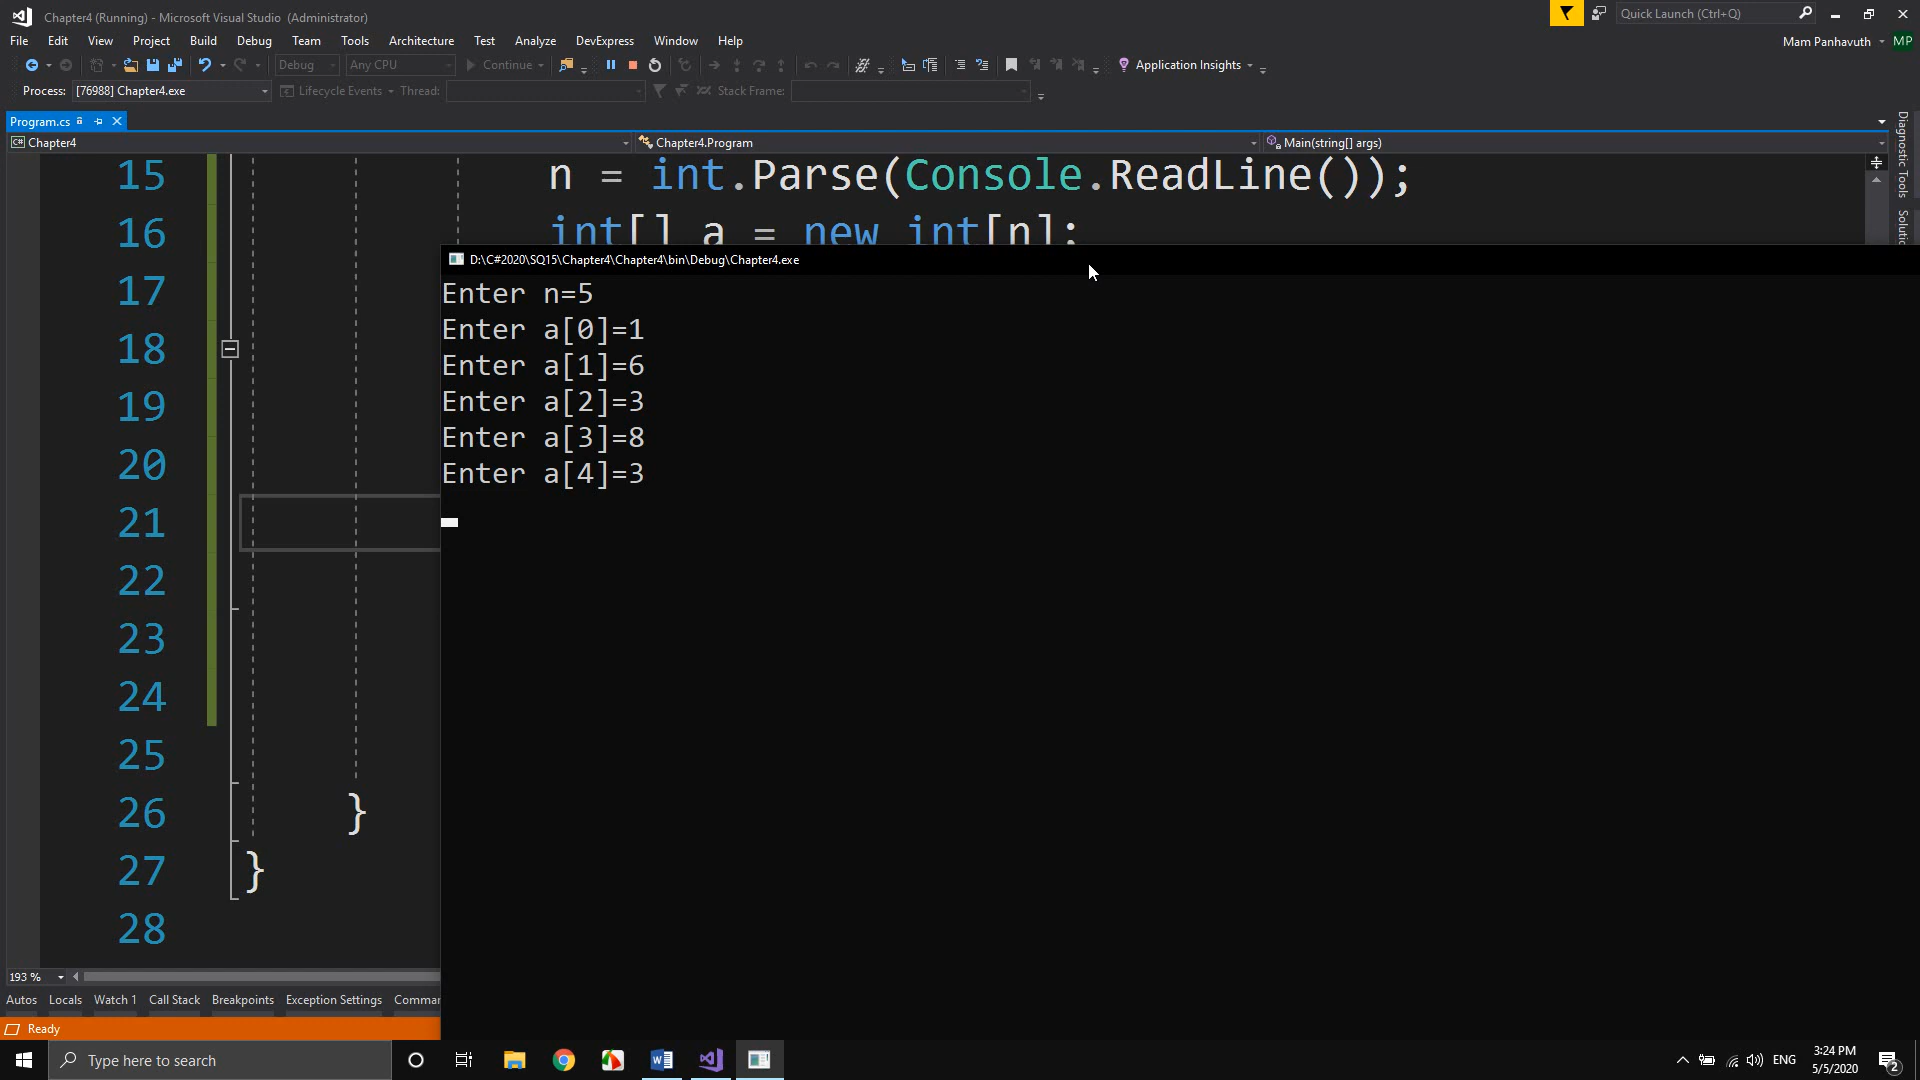 Chapter4 (Running) - Microsoft Visual Studio (Administrator)
Quick Launch (Ctrl+Q)
File Edit View Project Build Debug Team Tools Architecture Test Analyze DevExpress Window Help
Mam Panhavuth MP
Debug Any CPU Continue Application Insights
Process: [76988] Chapter4.exe Lifecycle Events Thread: Stack Frame:
Program.cs
Chapter4 Chapter4.Program Main(string[] args)
Diagnostic Tools
15 n = int.Parse(Console.ReadLine());
16 int[] a = new int[n];
D:\C#2020\SQ15\Chapter4\Chapter4\bin\Debug\Chapter4.exe
Enter n=5
17
Enter a[0]=1
18
Enter a[1]=6
19
Enter a[2]=3
20
Enter a[3]=8
Enter a[4]=3
21
22
23
24
25
26 }
27 }
28
193 %
Autos Locals Watch 1 Call Stack Breakpoints Exception Settings
Ready
Type here to search
ENG
3:24 PM
5/5/2020
2